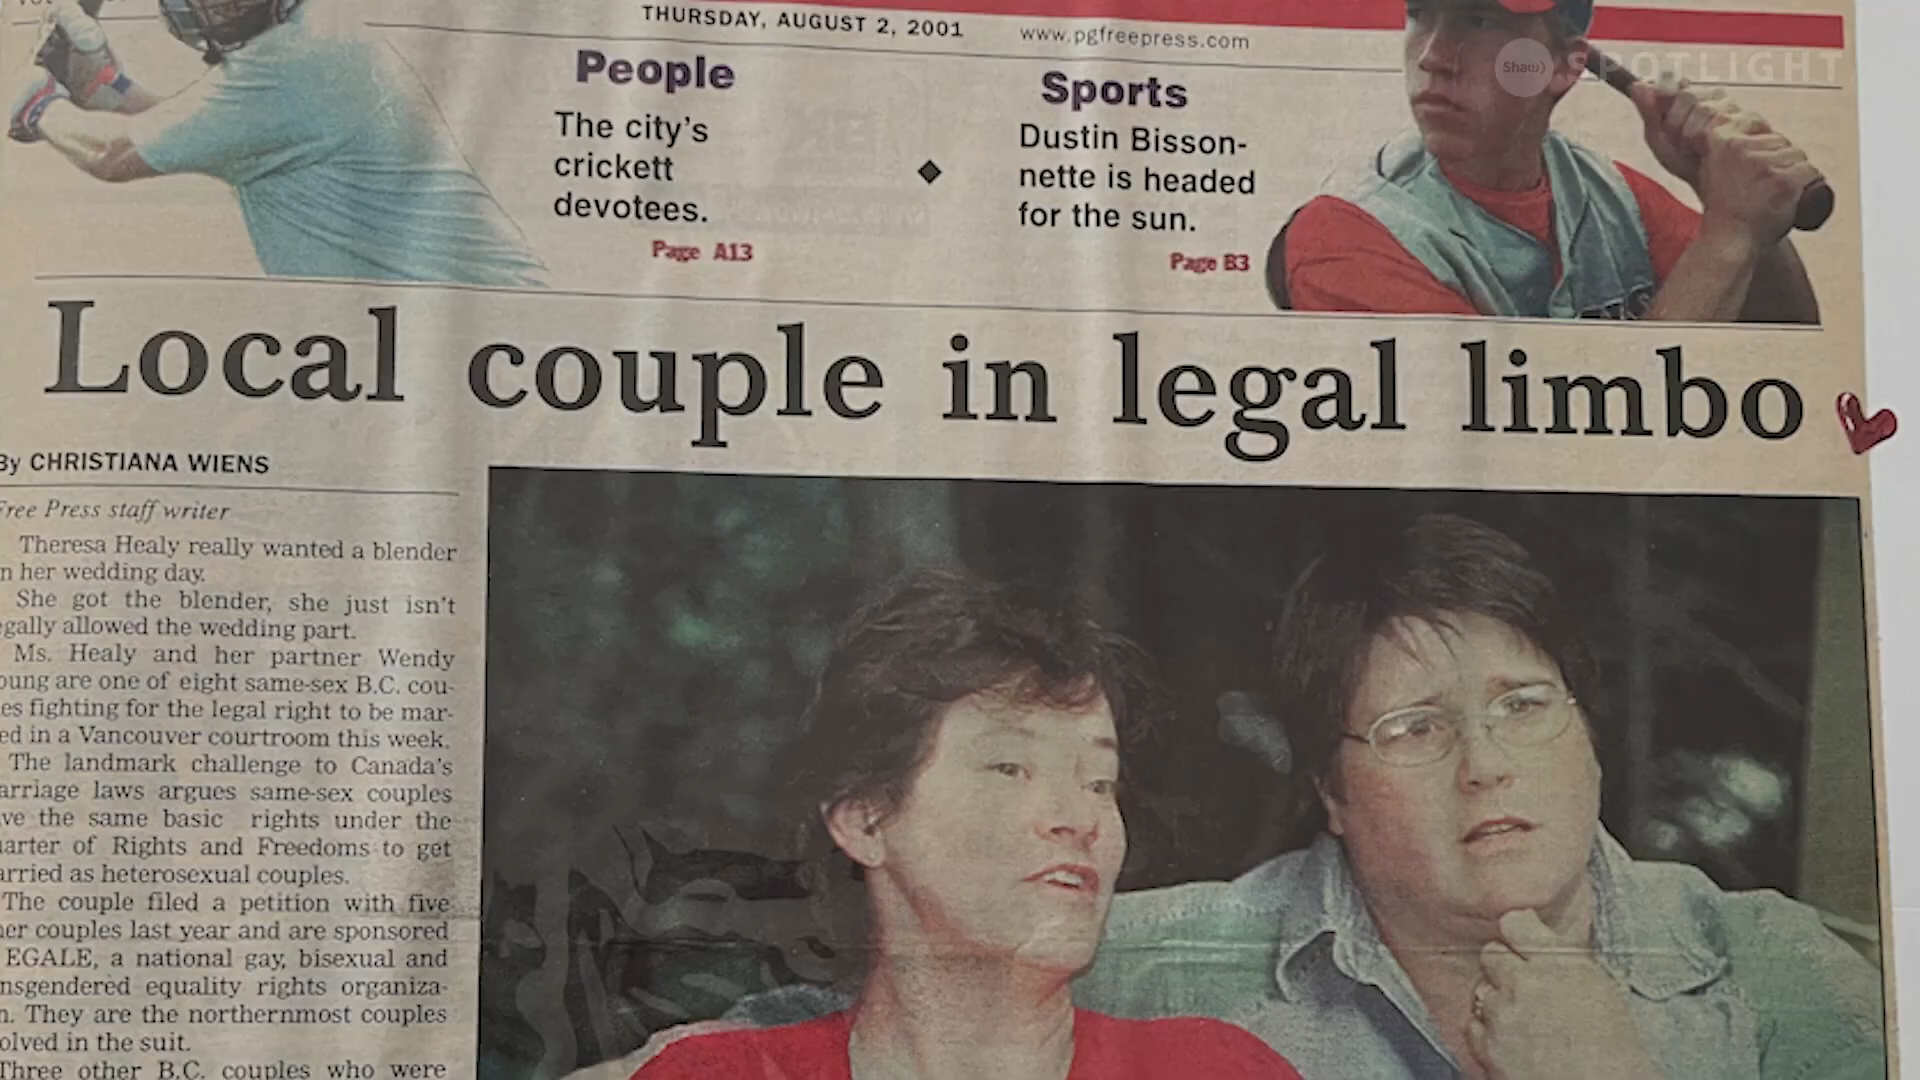 THURSDAY, AUGUST 2, 2001
www.pgfreepress.com
Shaw) SPOTLIGHT
People
The city's
crickett
devotees.
Page A13
Sports
Dustin Bisson-
nette is headed
for the sun.
Page B3
Local couple in legal limbo
By CHRISTIANA WIENS
Free Press staff writer
Theresa Healy really wanted a blender
n her wedding day.
She got the blender, she just isn't
egally allowed the wedding part.
Ms. Healy and her partner Wendy
oung are one of eight same-sex B.C. cou-
es fighting for the legal right to be mar-
ed in a Vancouver courtroom this week.
The landmark challenge to Canada's
arriage laws argues same-sex couples
ve the same basic rights under the
arter of Rights and Freedoms to get
arried as heterosexual couples.
The couple filed a petition with five
er couples last year and are sponsored
EGALE, a national gay, bisexual and
nsgendered equality rights organiza-
n. They are the northernmost couples
olved in the suit.
Three other B.C. couples who were